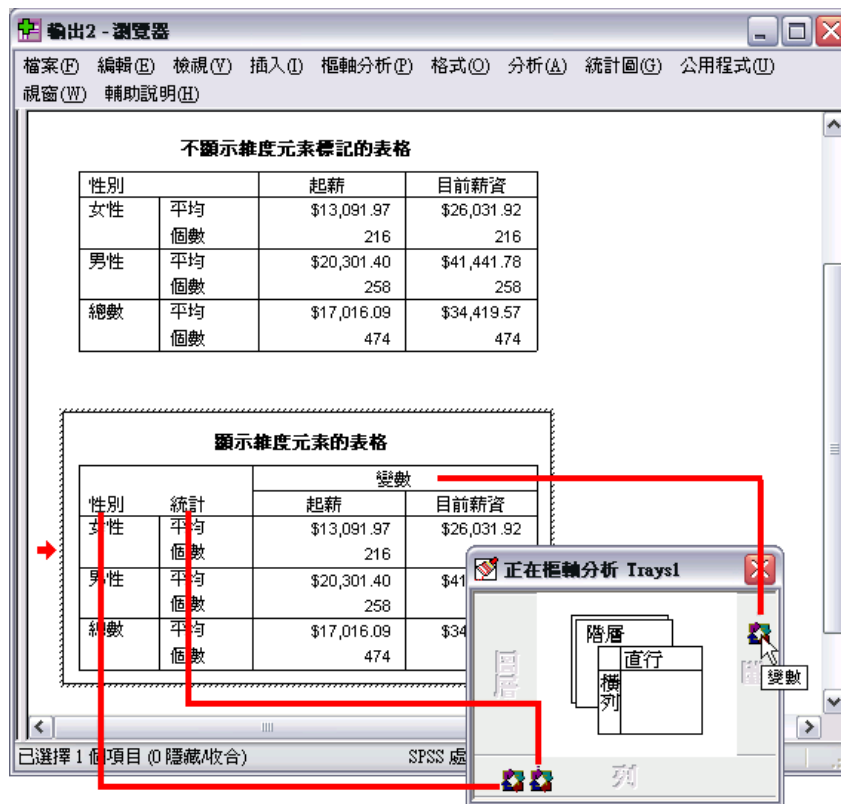 輸出2 - 瀏覽器
檔案(F) 編輯(E) 檢視(V) 插入(I) 樞軸分析(P) 格式(O) 分析(A) 統計圖(G) 公用程式(U)
視窗(W) 輔助說明(H)
不顯示維度元素標記的表格
性別 起薪 目前薪資
女性 平均 $13,091.97 $26,031.92
個數 216 216
男性 平均 $20,301.40 $41,441.78
個數 258 258
總數 平均 $17,016.09 $34,419.57
個數 474 474
顯示維度元素的表格
變數
性別 統計 起薪 目前薪資
女性 平均 $13,091.97 $26,031.92
個數 216
男性 平均 $20,301.40 $41
個數 258
總數 平均 $17,016.09 $34
個數 474
正在樞軸分析 Trays1
階層
直行
橫列
圖層
變數
列
已選擇 1 個項目 (0 隱藏/收合) SPSS 處